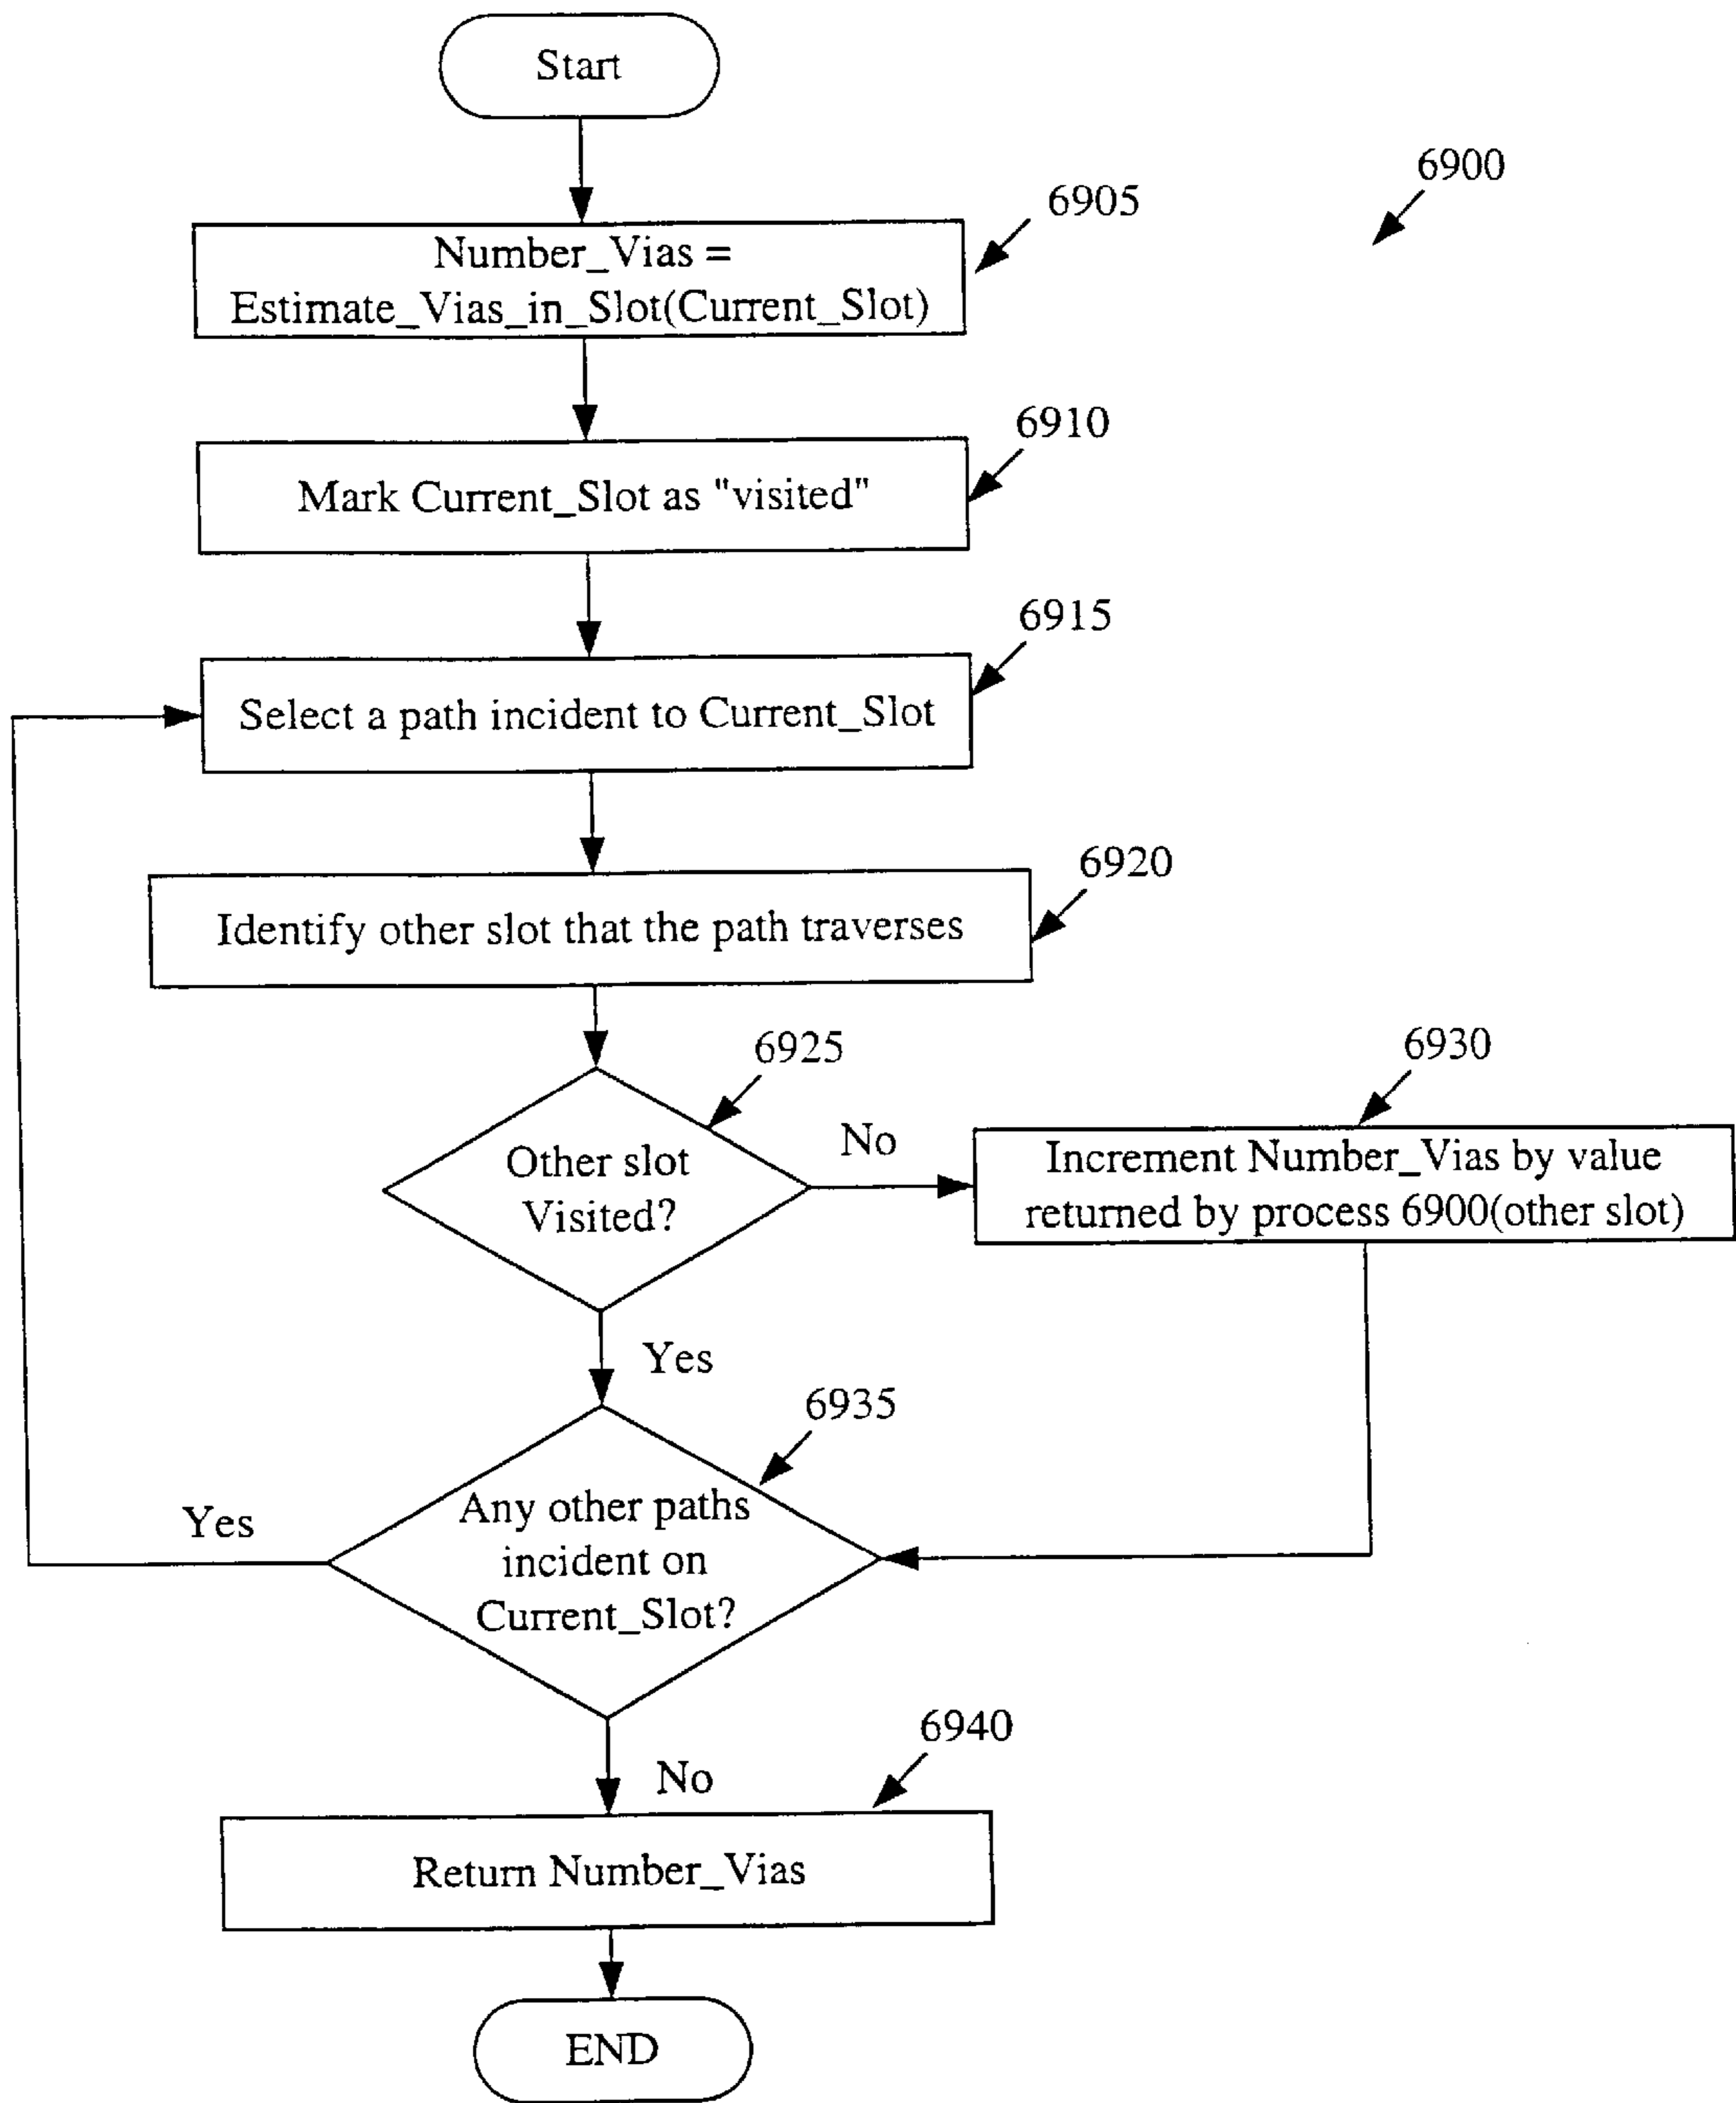 Start
6900
6905
Number_Vias =
Estimate_Vias_in_Slot(Current_Slot)
6910
Mark Current_Slot as "visited"
6915
Select a path incident to Current_Slot
6920
Identify other slot that the path traverses
6925
Other slot
Visited?
No
6930
Increment Number_Vias by value
returned by process 6900(other slot)
Yes
6935
Any other paths
incident on
Current_Slot?
Yes
No
6940
Return Number_Vias
END